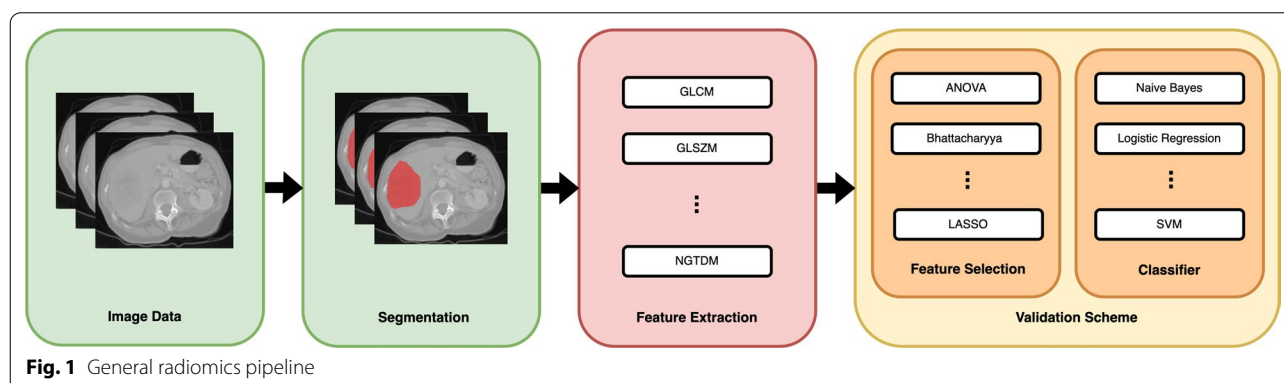 GLCM
GLSZM
NGTDM
ANOVA
Bhattacharyya
LASSO
Naive Bayes
Logistic Regression
SVM
Feature Selection
Classifier
Image Data
Segmentation
Feature Extraction
Validation Scheme
Fig. 1 General radiomics pipeline